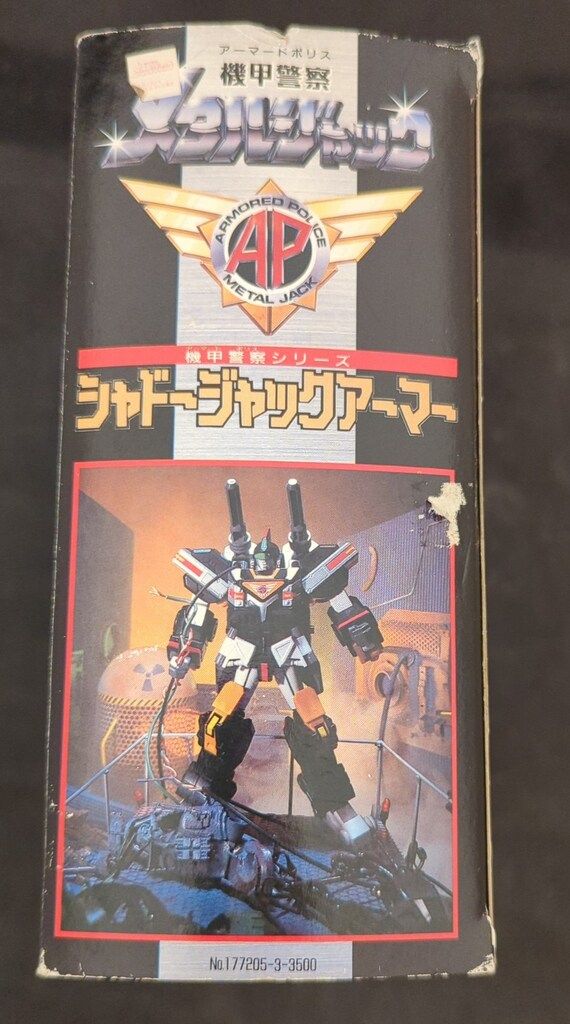 アーマードポリス
機甲警察
メタルジャック
ARMORED POLICE
AP
METAL JACK
機甲警察シリーズ
シャドージャックアーマー
No.177205-3-3500